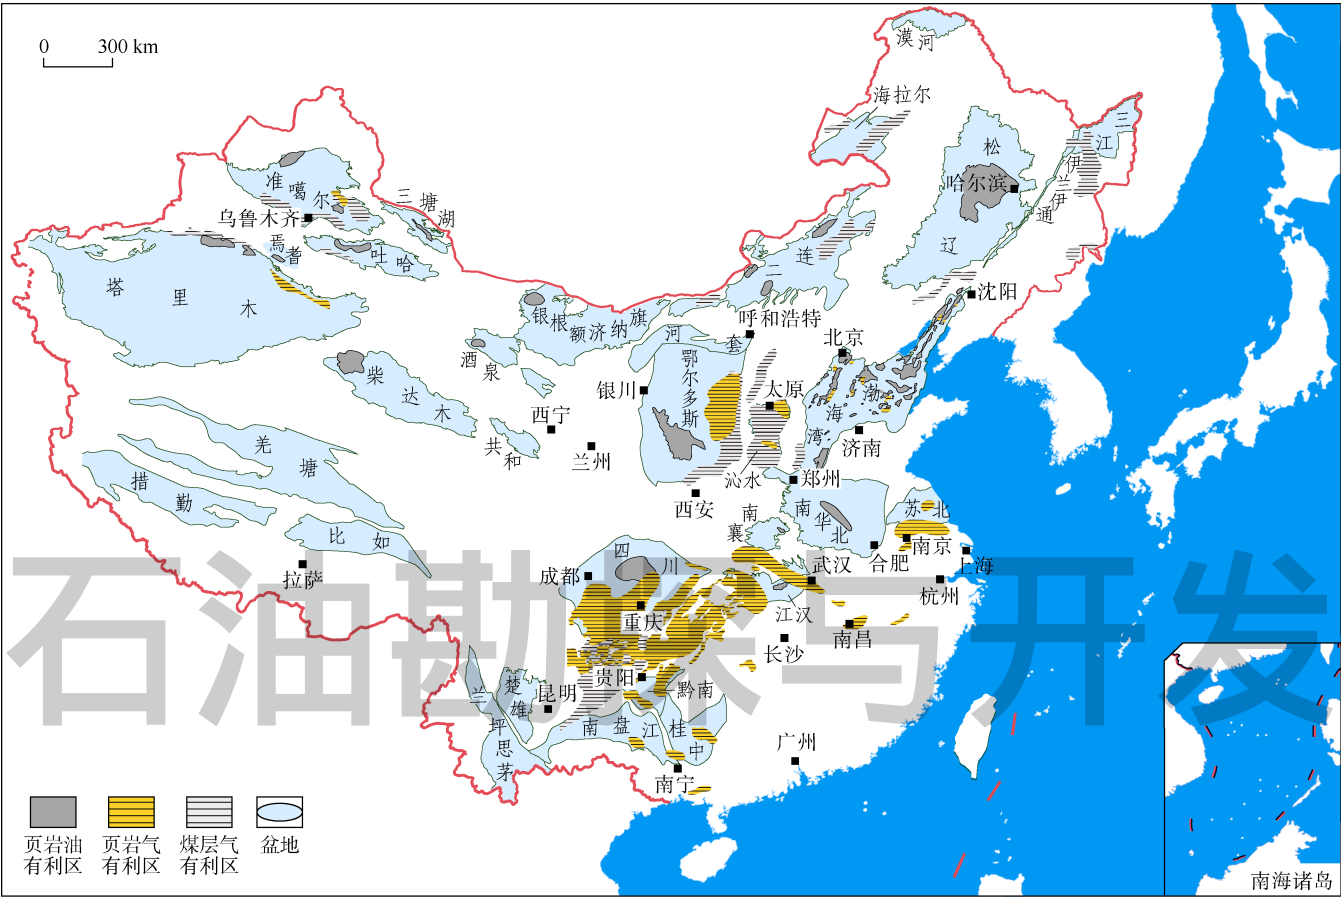 0 300 km
漠河
海拉尔
松
辽
哈尔滨
三
江
伊
兰
伊
通
准
噶
尔
乌鲁木齐
三
塘
湖
焉
耆
吐
哈
塔
里
木
二
连
沈阳
银
根
额
济
纳
旗
河
套
呼和浩特
北京
酒
泉
柴
达
木
鄂
尔
多
斯
银川
太原
渤
海
湾
济南
西宁
兰州
共
和
沁水
郑州
西安
羌
塘
措
勤
比
如
拉萨
南
襄
南
华
北
苏
北
南京
合肥
上海
杭州
四
川
成都
重庆
武汉
江汉
南昌
长沙
贵阳
黔南
昆明
楚
雄
兰
坪
思
茅
南
盘
江
桂
中
南宁
广州
石油勘探与开发
页岩油
有利区
页岩气
有利区
煤层气
有利区
盆地
南海诸岛